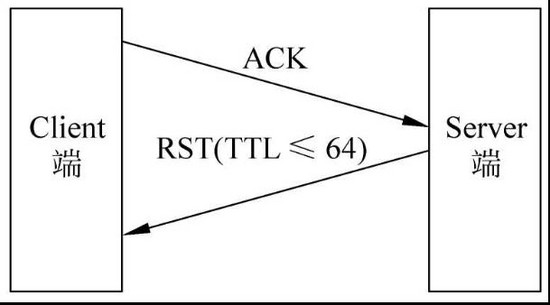 ACK
Client
端
RST(TTL ≤ 64)
Server
端